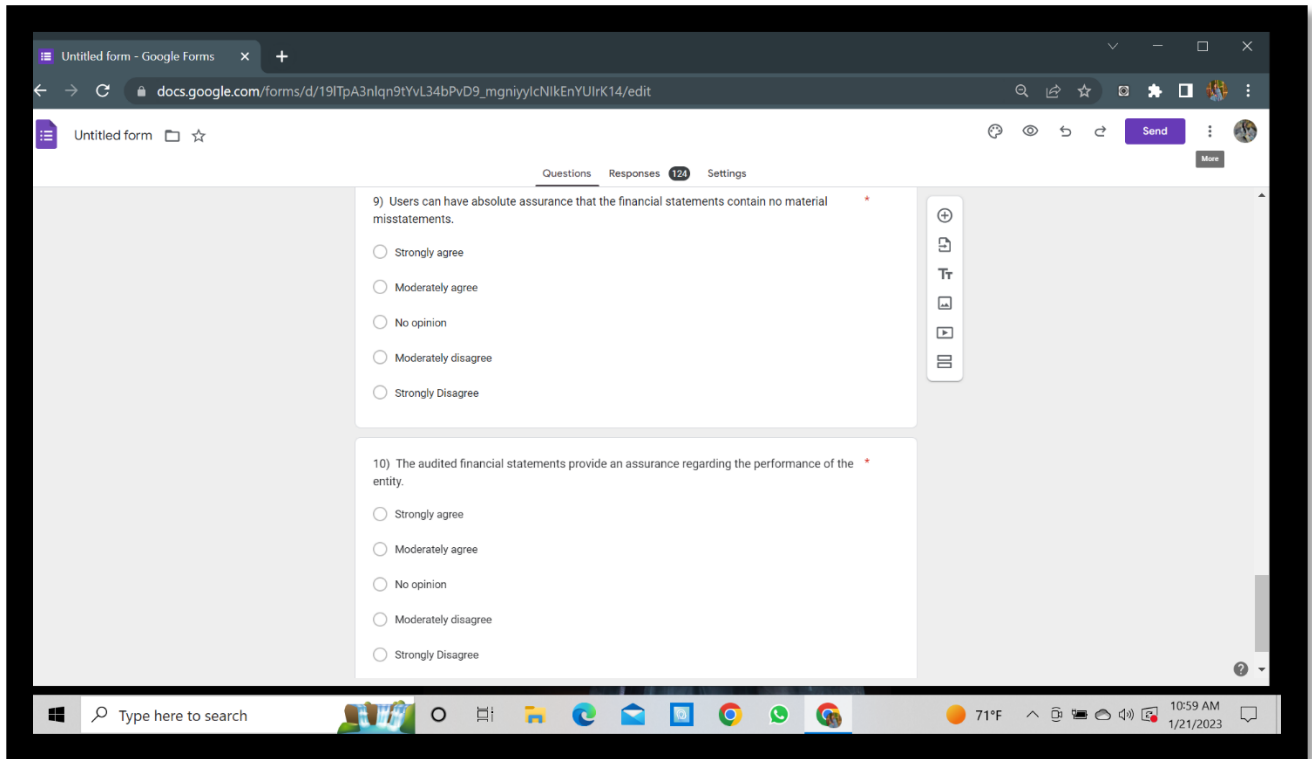 Untitled form - Google Forms
docs.google.com/forms/d/19ITpA3nlqn9tYvL34bPvD9_mgniyyIcNIkEnYUIrK14/edit
Untitled form
Send
More
Questions Responses 124 Settings
9) Users can have absolute assurance that the financial statements contain no material *
misstatements.
Strongly agree
Moderately agree
No opinion
Moderately disagree
Strongly Disagree
10) The audited financial statements provide an assurance regarding the performance of the *
entity.
Strongly agree
Moderately agree
No opinion
Moderately disagree
Strongly Disagree
Type here to search
71°F
10:59 AM
1/21/2023